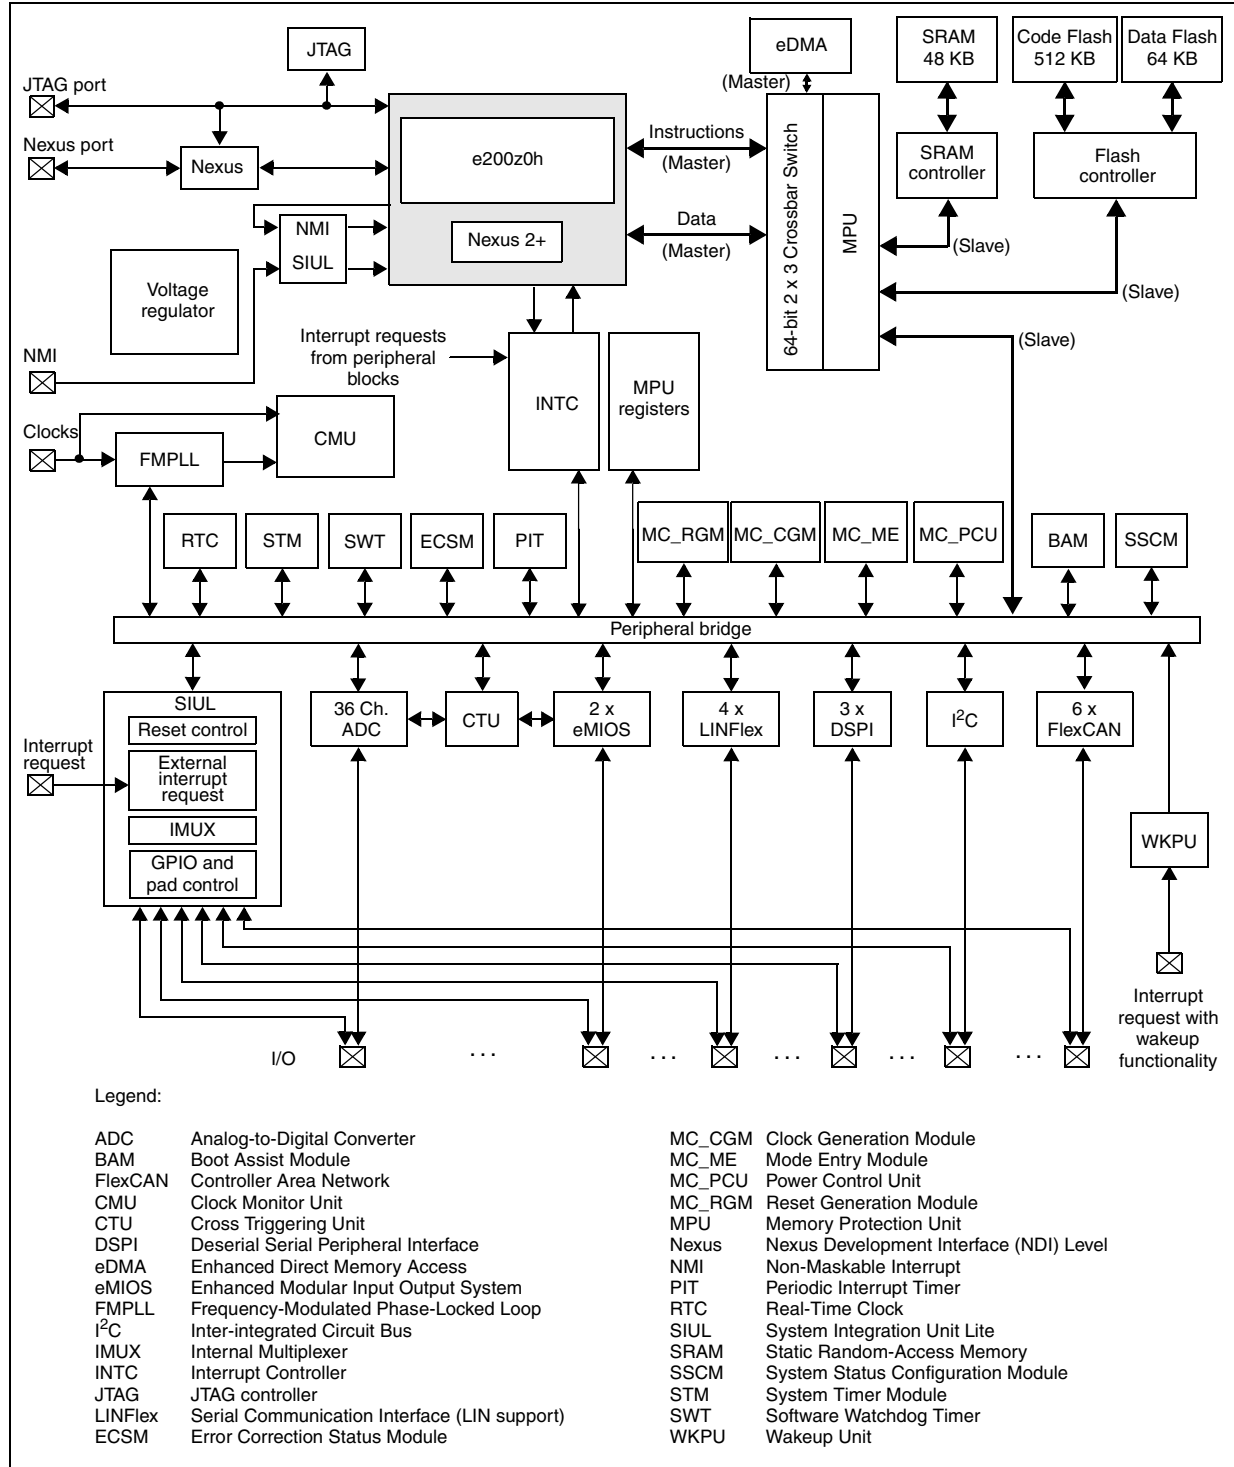 JTAG
eDMA
SRAM
48 KB
Code Flash
512 KB
Data Flash
64 KB
JTAG port
(Master)
Nexus port
Nexus
e200z0h
Instructions
(Master)
64-bit 2 x 3 Crossbar Switch
MPU
SRAM
controller
Flash
controller
NMI
SIUL
Nexus 2+
Data
(Master)
(Slave)
(Slave)
(Slave)
Voltage
regulator
NMI
Interrupt requests
from peripheral
blocks
INTC
MPU
registers
Clocks
FMPLL
CMU
RTC
STM
SWT
ECSM
PIT
MC_RGM
MC_CGM
MC_ME
MC_PCU
BAM
SSCM
Peripheral bridge
SIUL
Reset control
External
interrupt
request
IMUX
GPIO and
pad control
Interrupt
request
36 Ch.
ADC
CTU
2 x
eMIOS
4 x
LINFlex
3 x
DSPI
I²C
6 x
FlexCAN
WKPU
Interrupt
request with
wakeup
functionality
I/O
. . .
. . .
. . .
. . .
. . .
Legend:
ADC Analog-to-Digital Converter
BAM Boot Assist Module
FlexCAN Controller Area Network
CMU Clock Monitor Unit
CTU Cross Triggering Unit
DSPI Deserial Serial Peripheral Interface
eDMA Enhanced Direct Memory Access
eMIOS Enhanced Modular Input Output System
FMPLL Frequency-Modulated Phase-Locked Loop
I²C Inter-integrated Circuit Bus
IMUX Internal Multiplexer
INTC Interrupt Controller
JTAG JTAG controller
LINFlex Serial Communication Interface (LIN support)
ECSM Error Correction Status Module
MC_CGM Clock Generation Module
MC_ME Mode Entry Module
MC_PCU Power Control Unit
MC_RGM Reset Generation Module
MPU Memory Protection Unit
Nexus Nexus Development Interface (NDI) Level
NMI Non-Maskable Interrupt
PIT Periodic Interrupt Timer
RTC Real-Time Clock
SIUL System Integration Unit Lite
SRAM Static Random-Access Memory
SSCM System Status Configuration Module
STM System Timer Module
SWT Software Watchdog Timer
WKPU Wakeup Unit